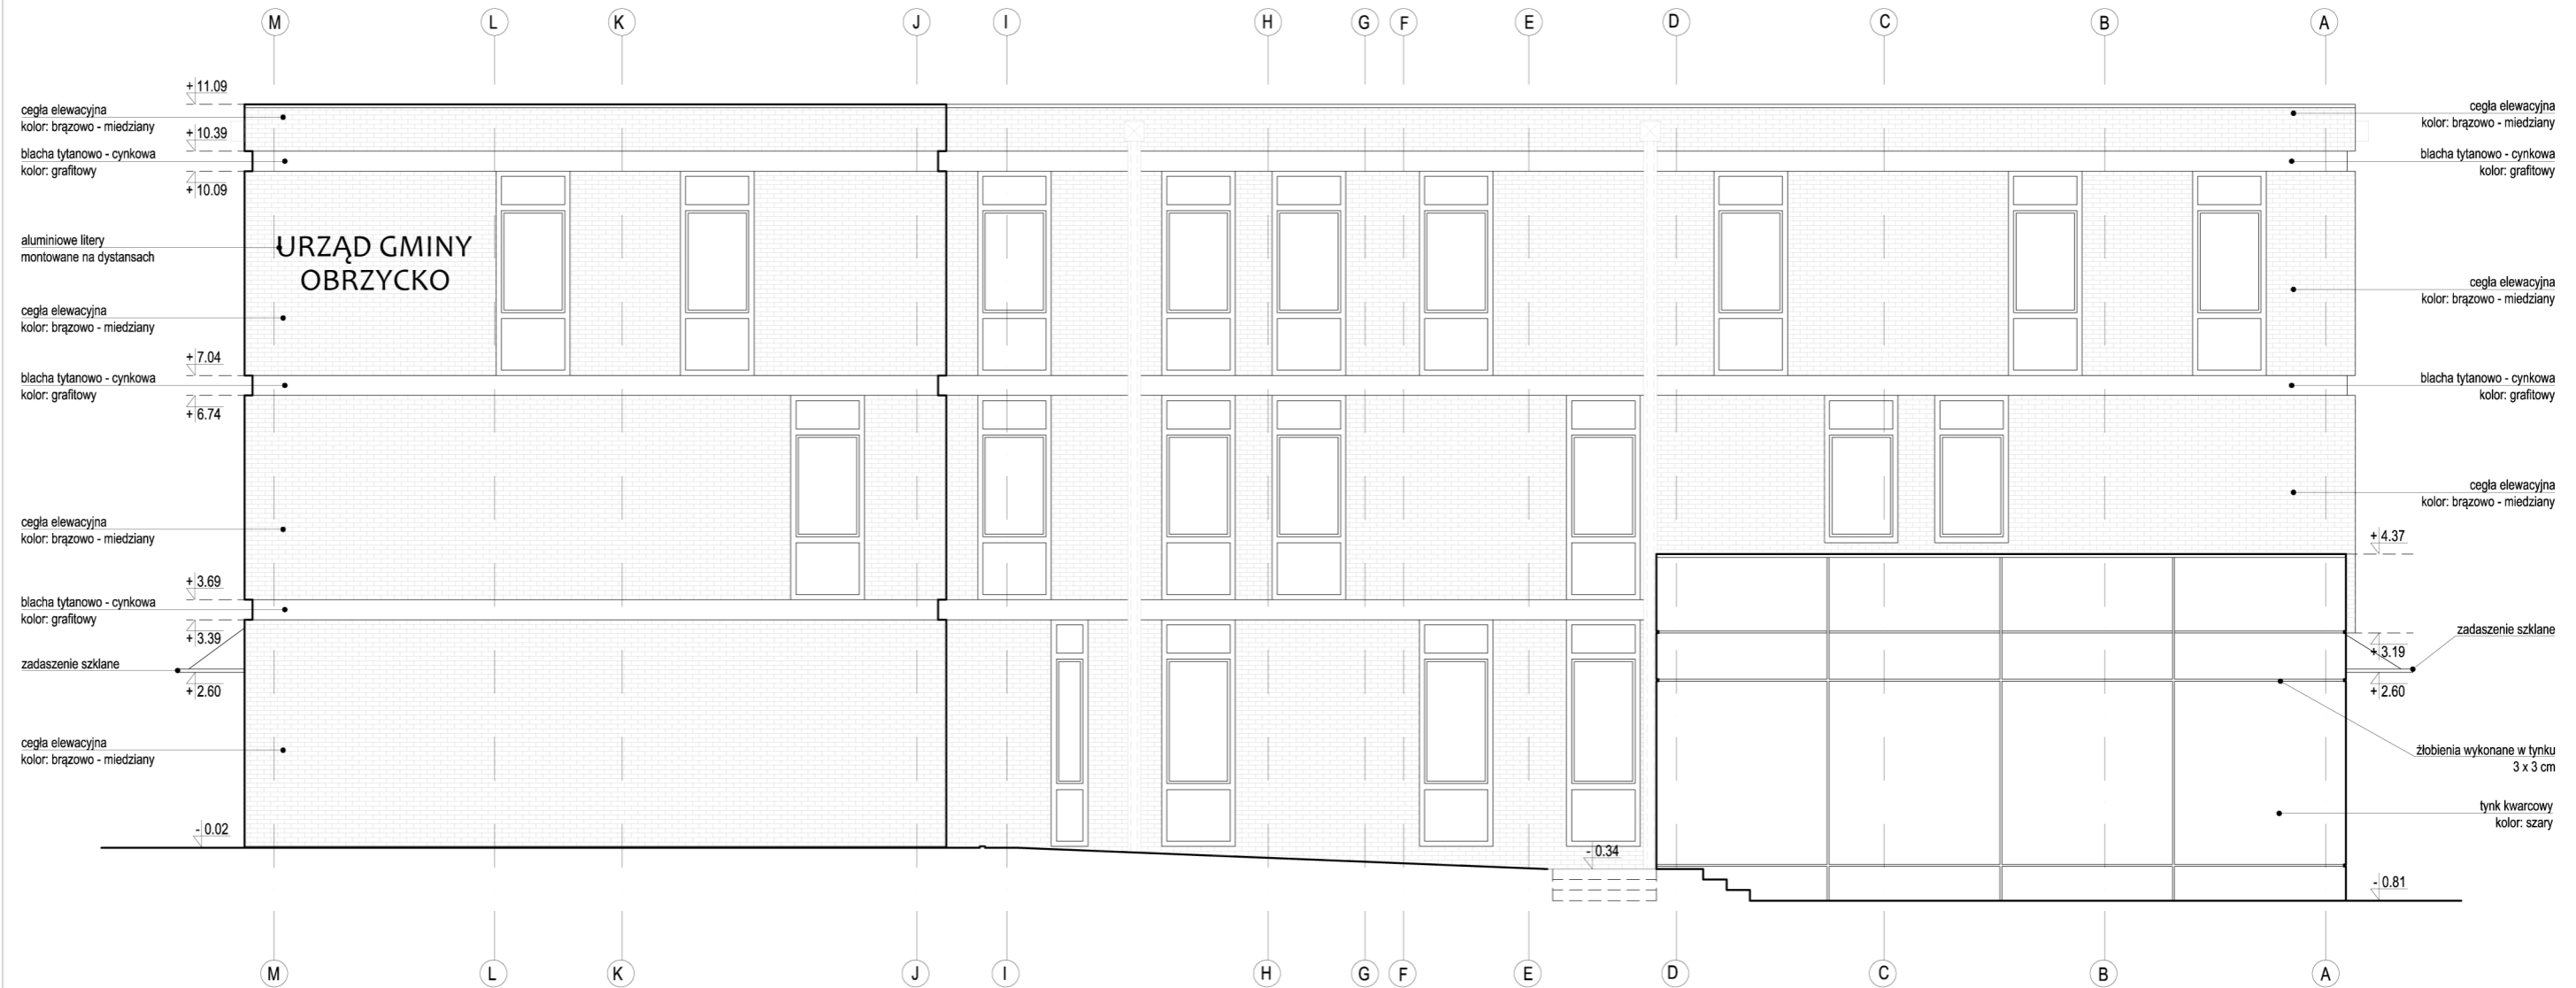 M L K J I H G F E D C B A
+ 11.09
cegła elewacyjna
kolor: brązowo - miedziany
+ 10.39
blacha tytanowo - cynkowa
kolor: grafitowy
+ 10.09
aluminiowe litery
montowane na dystansach
URZĄD GMINY
OBRZYCKO
cegła elewacyjna
kolor: brązowo - miedziany
+ 7.04
blacha tytanowo - cynkowa
kolor: grafitowy
+ 6.74
cegła elewacyjna
kolor: brązowo - miedziany
+ 3.69
blacha tytanowo - cynkowa
kolor: grafitowy
+ 3.39
zadaszenie szklane
+ 2.60
cegła elewacyjna
kolor: brązowo - miedziany
- 0.02
- 0.34
cegła elewacyjna
kolor: brązowo - miedziany
blacha tytanowo - cynkowa
kolor: grafitowy
cegła elewacyjna
kolor: brązowo - miedziany
blacha tytanowo - cynkowa
kolor: grafitowy
cegła elewacyjna
kolor: brązowo - miedziany
+ 4.37
zadaszenie szklane
+ 3.19
+ 2.60
żłobienia wykonane w tynku
3 x 3 cm
tynk kwarcowy
kolor: szary
- 0.81
M L K J I H G F E D C B A